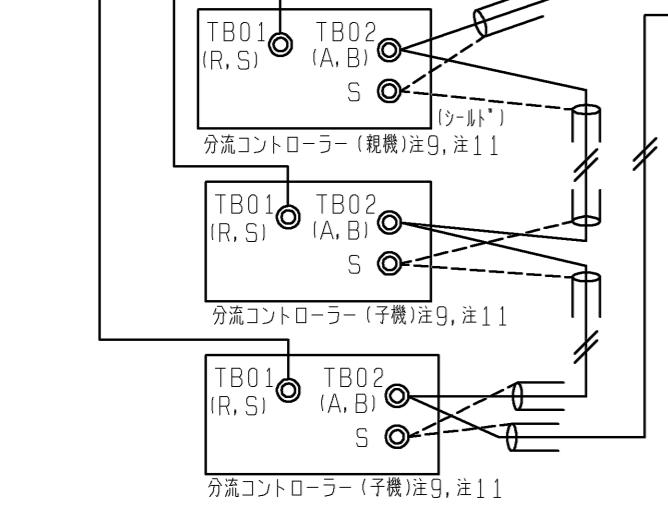 TB01 TB02
(R,S) (A,B)
S
(シールド)
分流コントローラー(親機)注9,注11
TB01 TB02
(R,S) (A,B)
S
分流コントローラー(子機)注9,注11
TB01 TB02
(R,S) (A,B)
S
分流コントローラー(子機)注9,注11